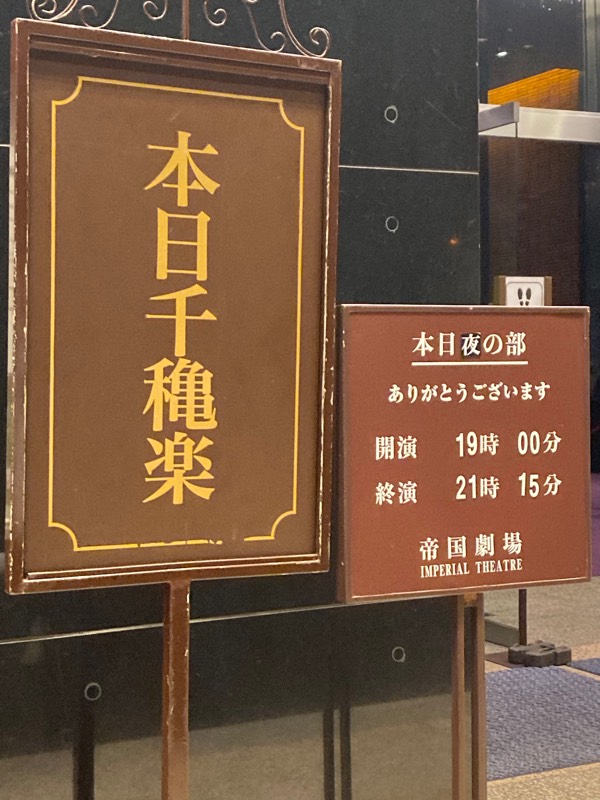 本日千穐楽
本日夜の部
ありがとうございます
開演 19時 00分
終演 21時 15分
帝国劇場
IMPERIAL THEATRE